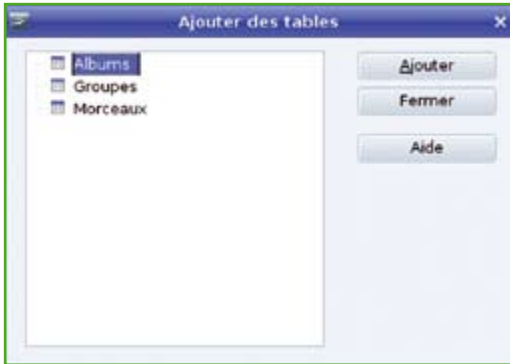 Ajouter des tables
Albums
Groupes
Morceaux
Ajouter
Fermer
Aide